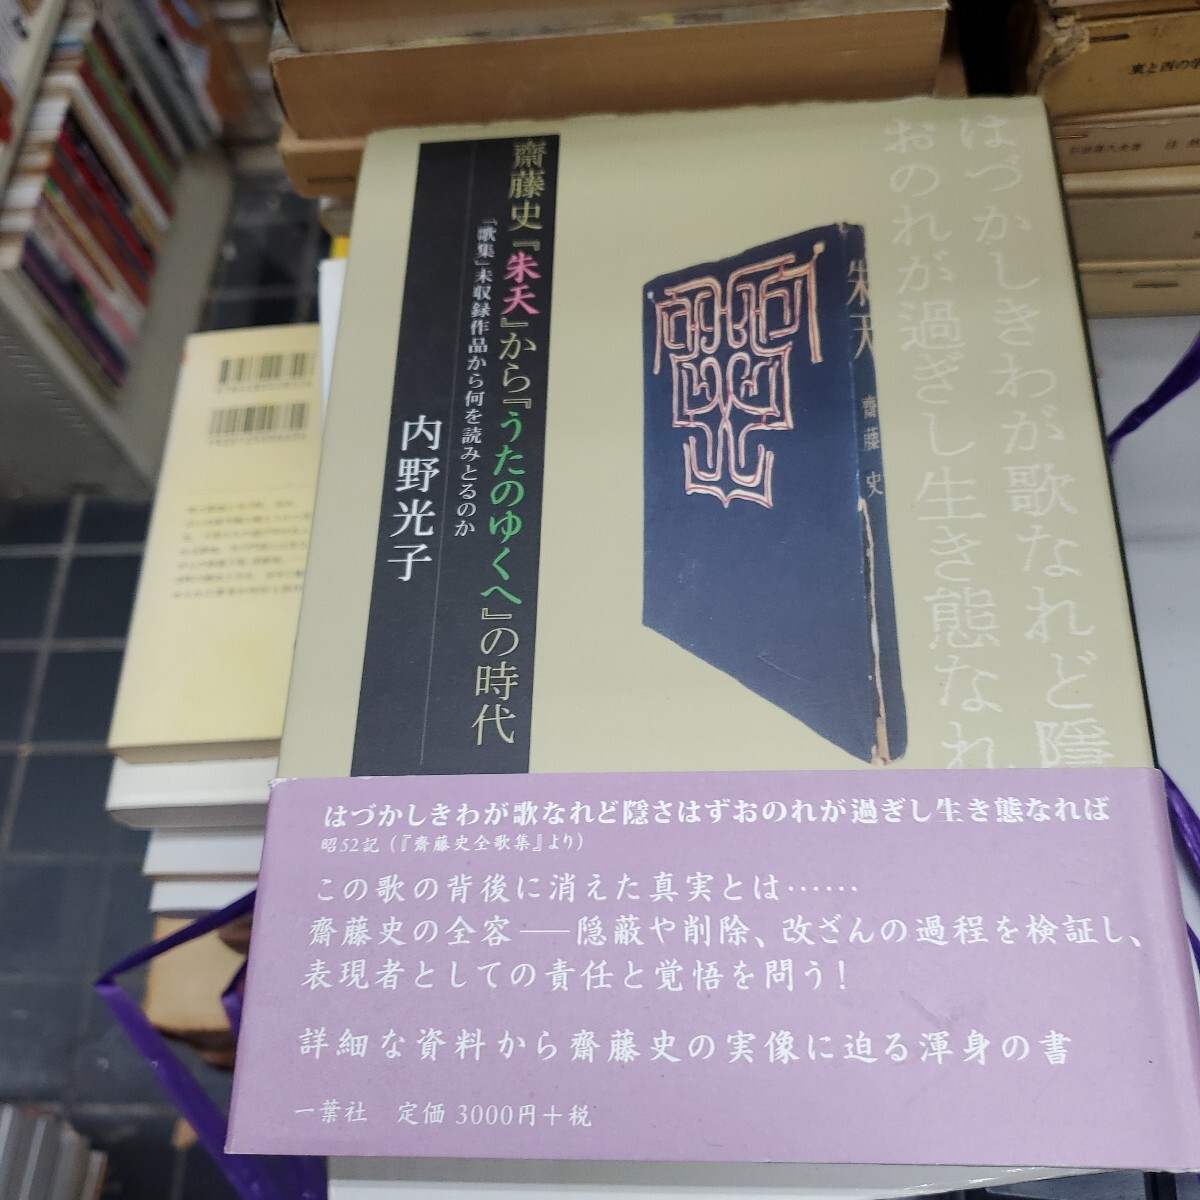 はづかしきわが歌なれど隠
おのれが過ぎし生き態なれ
朱天
齋藤史
齋藤史『朱天』から『うたのゆくへ』の時代
「歌集」未収録作品から何を読みとるのか
内野光子
はづかしきわが歌なれど隠さはずおのれが過ぎし生き態なれば
昭52記（『齋藤史全歌集』より）
この歌の背後に消えた真実とは……
齋藤史の全容──隠蔽や削除、改ざんの過程を検証し、
表現者としての責任と覚悟を問う！
詳細な資料から齋藤史の実像に迫る渾身の書
一葉社　定価 3000円＋税
東と西の学